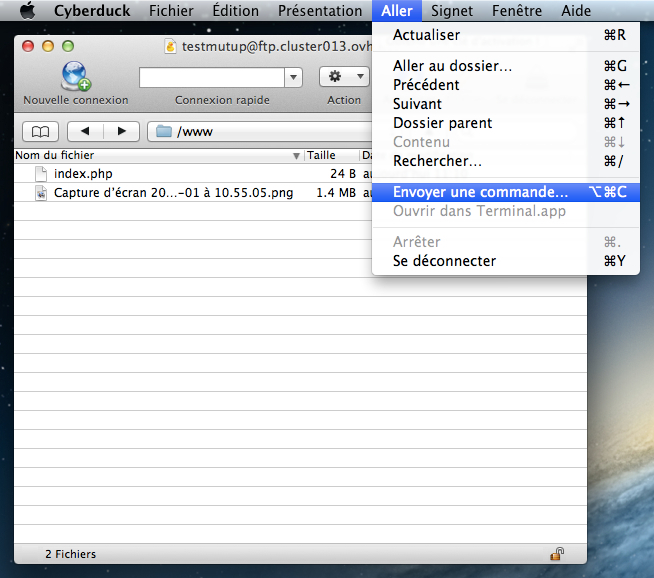 Cyberduck Fichier Édition Présentation Aller Signet Fenêtre Aide
testmutup@ftp.cluster013.ov
Nouvelle connexion
Connexion rapide
Action
/www
Nom du fichier Taille
index.php 24 B
Capture d'écran 20...-01 à 10.55.05.png 1.4 MB
2 Fichiers
Actualiser ⌘R
Aller au dossier... ⌘G
Précédent ⌘←
Suivant ⌘→
Dossier parent ⌘↑
Contenu ⌘↓
Rechercher... ⌘/
Envoyer une commande... ⌥⌘C
Ouvrir dans Terminal.app
Arrêter ⌘.
Se déconnecter ⌘Y